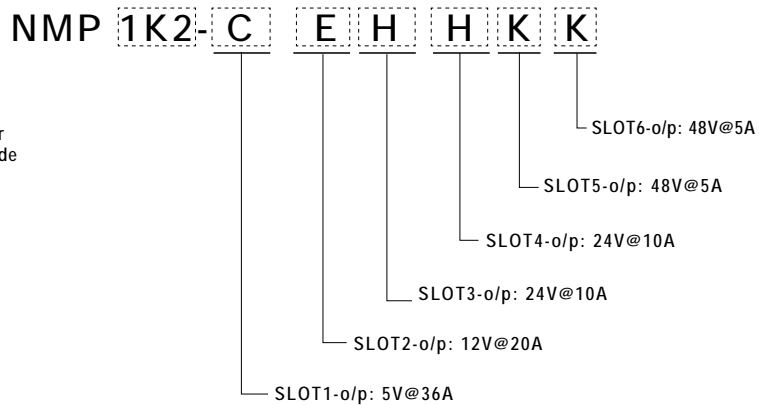 NMP 1K2-C E H H K K
r
de
SLOT6-o/p: 48V@5A
SLOT5-o/p: 48V@5A
SLOT4-o/p: 24V@10A
SLOT3-o/p: 24V@10A
SLOT2-o/p: 12V@20A
SLOT1-o/p: 5V@36A